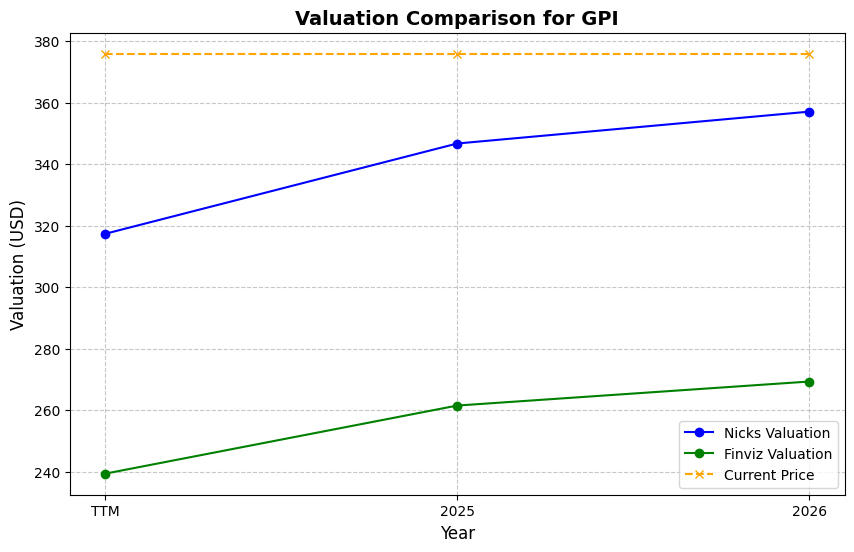 Valuation Comparison for GPI
Valuation (USD)
380
360
340
320
300
280
260
240
TTM
2025
2026
Year
Nicks Valuation
Finviz Valuation
Current Price